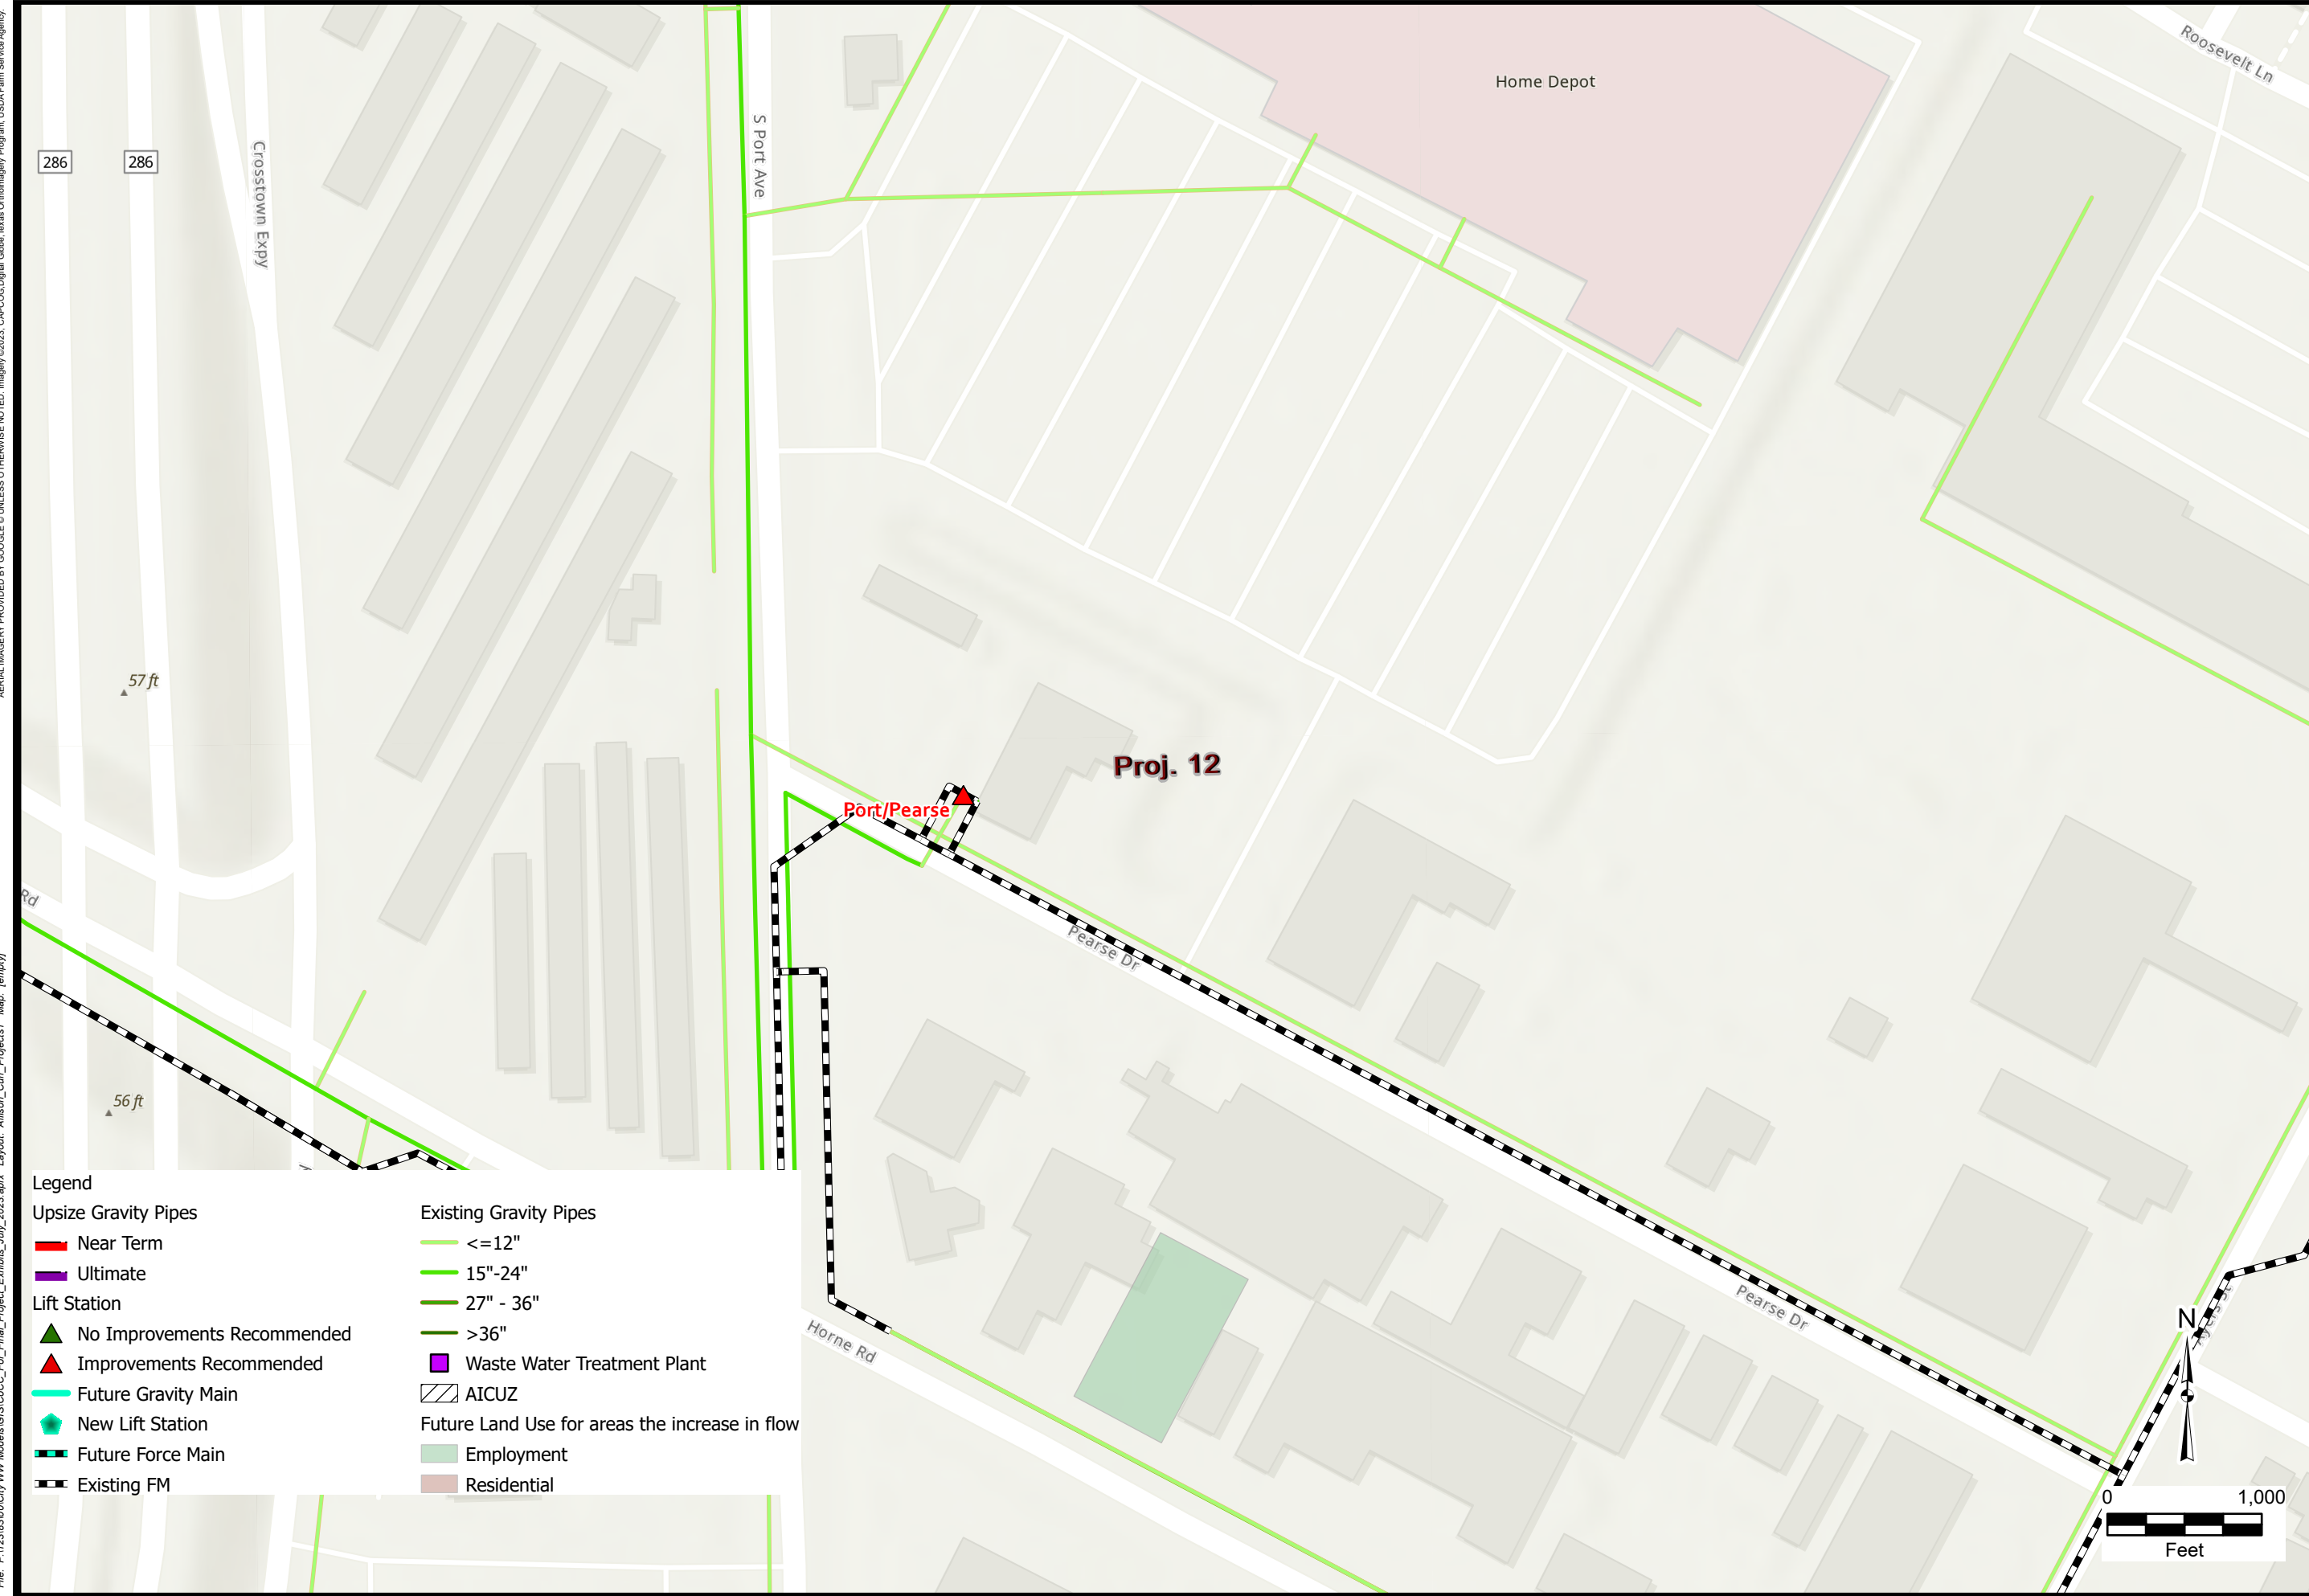 Roosevelt Ln
Home Depot
286
286
Crosstown Expy
S Port Ave
57 ft
Proj. 12
Port/Pearse
Rd
Pearse Dr
56 ft
Pearse Dr
Horne Rd
N
0 1,000
Feet
Legend
Upsize Gravity Pipes
Near Term
Ultimate
Lift Station
No Improvements Recommended
Improvements Recommended
Future Gravity Main
New Lift Station
Future Force Main
Existing FM
Existing Gravity Pipes
<=12"
15"-24"
27" - 36"
>36"
Waste Water Treatment Plant
AICUZ
Future Land Use for areas the increase in flow
Employment
Residential